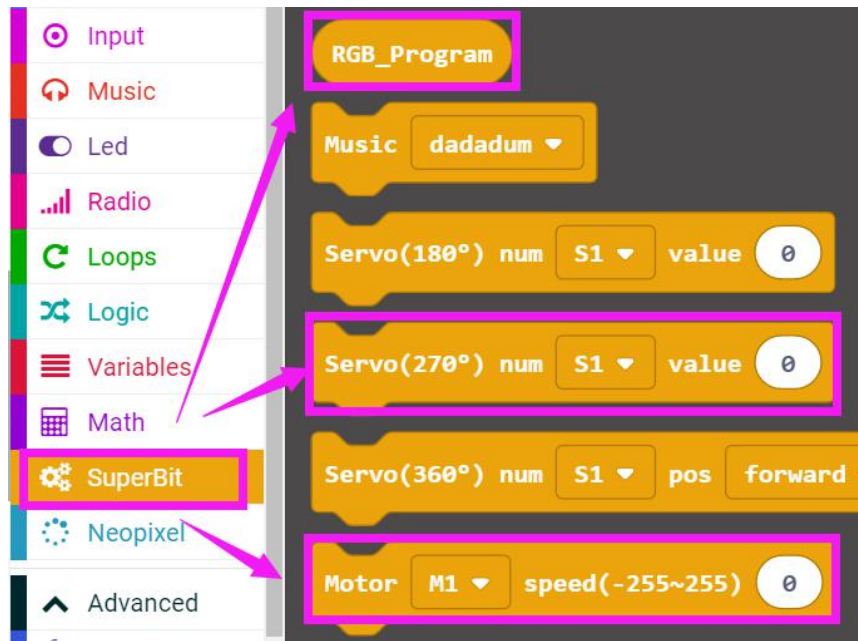 Input
Music
Led
Radio
Loops
Logic
Variables
Math
SuperBit
Neopixel
Advanced
RGB_Program
Music dadadum
Servo(180°) num S1 value 0
Servo(270°) num S1 value 0
Servo(360°) num S1 pos forward
Motor M1 speed(-255~255) 0